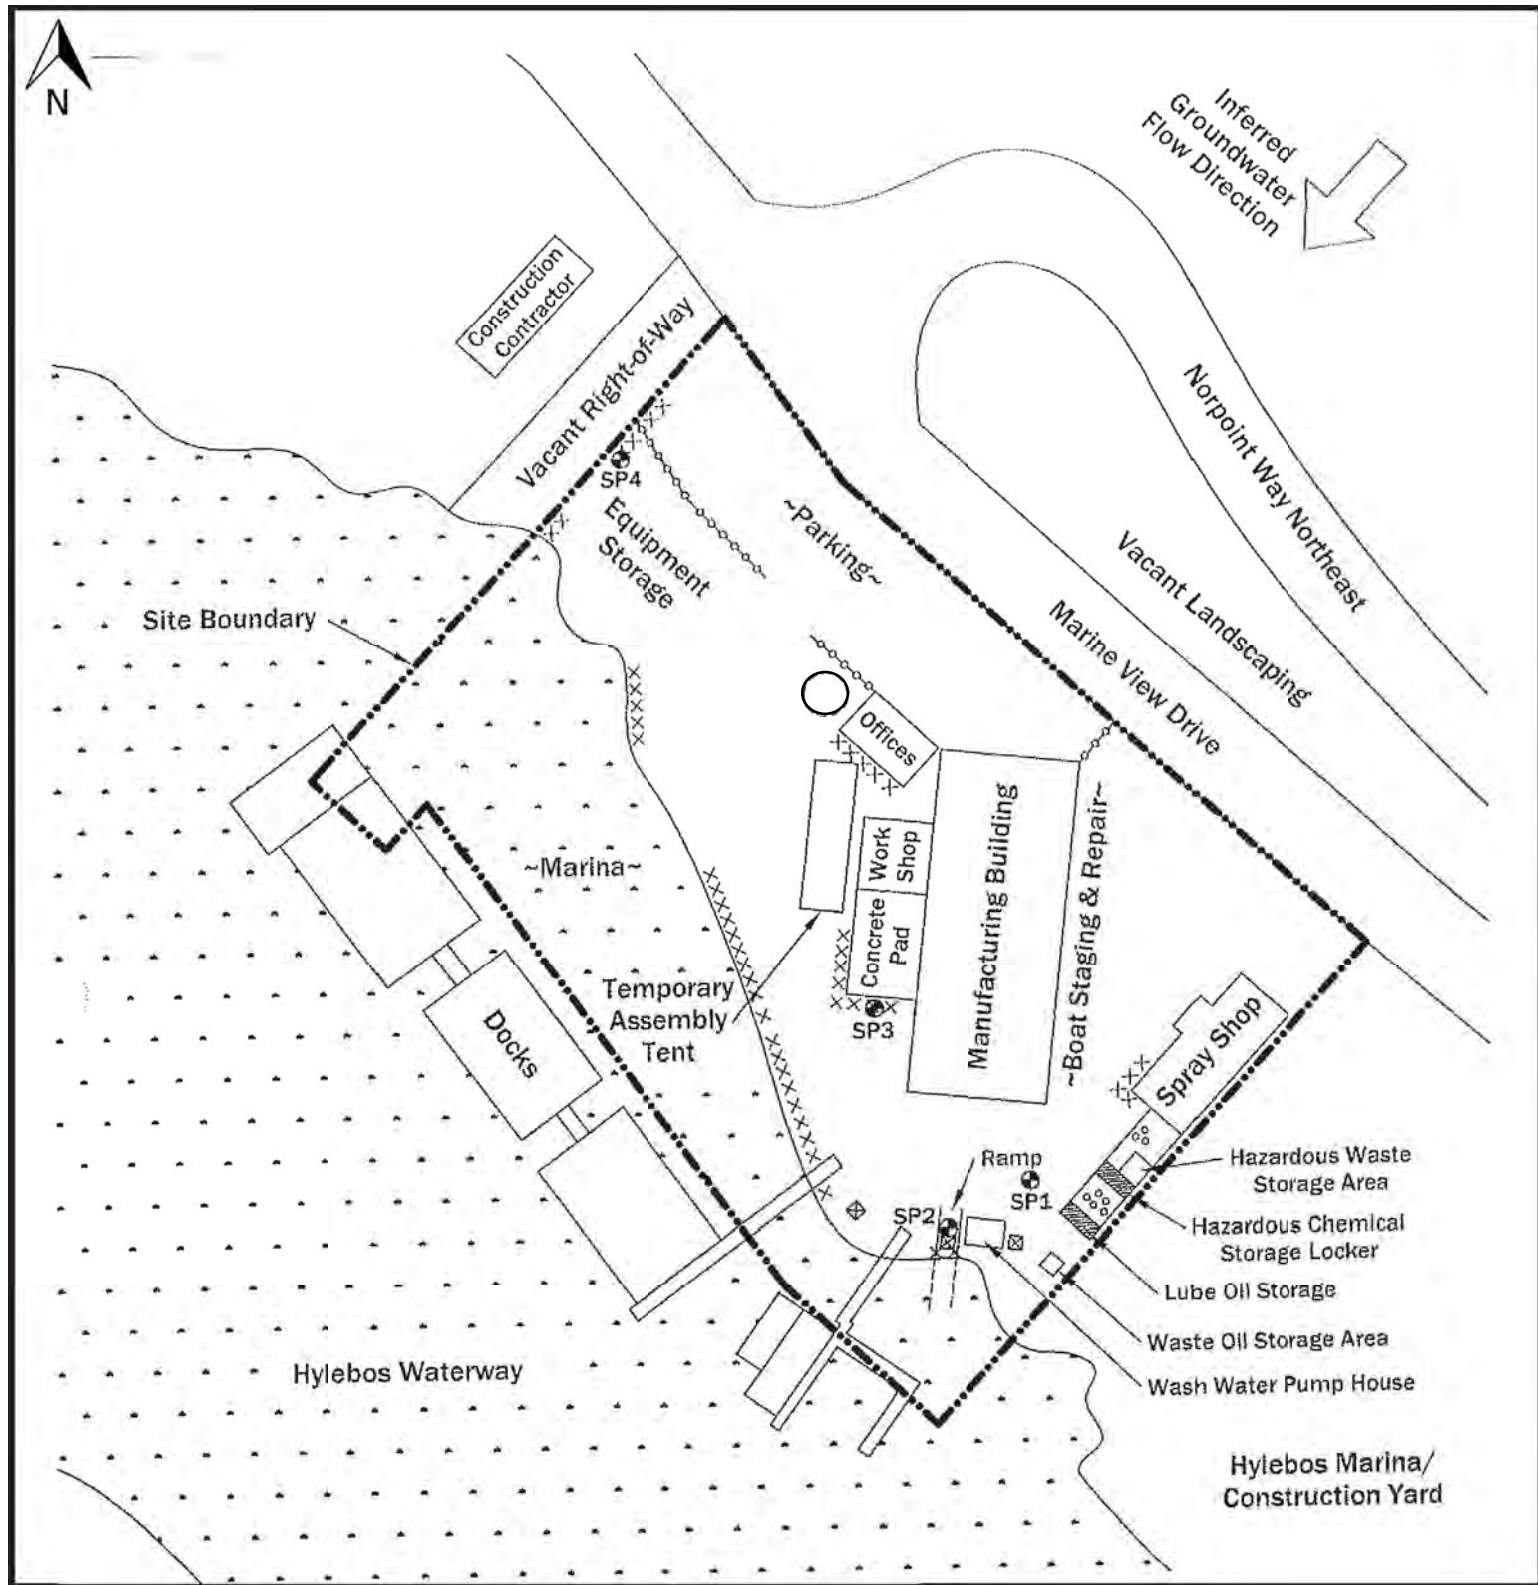 N
Inferred
Groundwater
Flow Direction
Construction
Contractor
Vacant Right-of-Way
Norpoint Way Northeast
SP4
Equipment
Storage
~Parking~
Vacant Landscaping
Site Boundary
Marine View Drive
Offices
~Marina~
Work
Shop
Manufacturing Building
~Boat Staging & Repair~
Concrete
Pad
Temporary
Assembly
Tent
SP3
Docks
Spray Shop
Ramp
SP1
SP2
Hazardous Waste
Storage Area
Hazardous Chemical
Storage Locker
Lube Oil Storage
Waste Oil Storage Area
Wash Water Pump House
Hylebos Waterway
Hylebos Marina/
Construction Yard